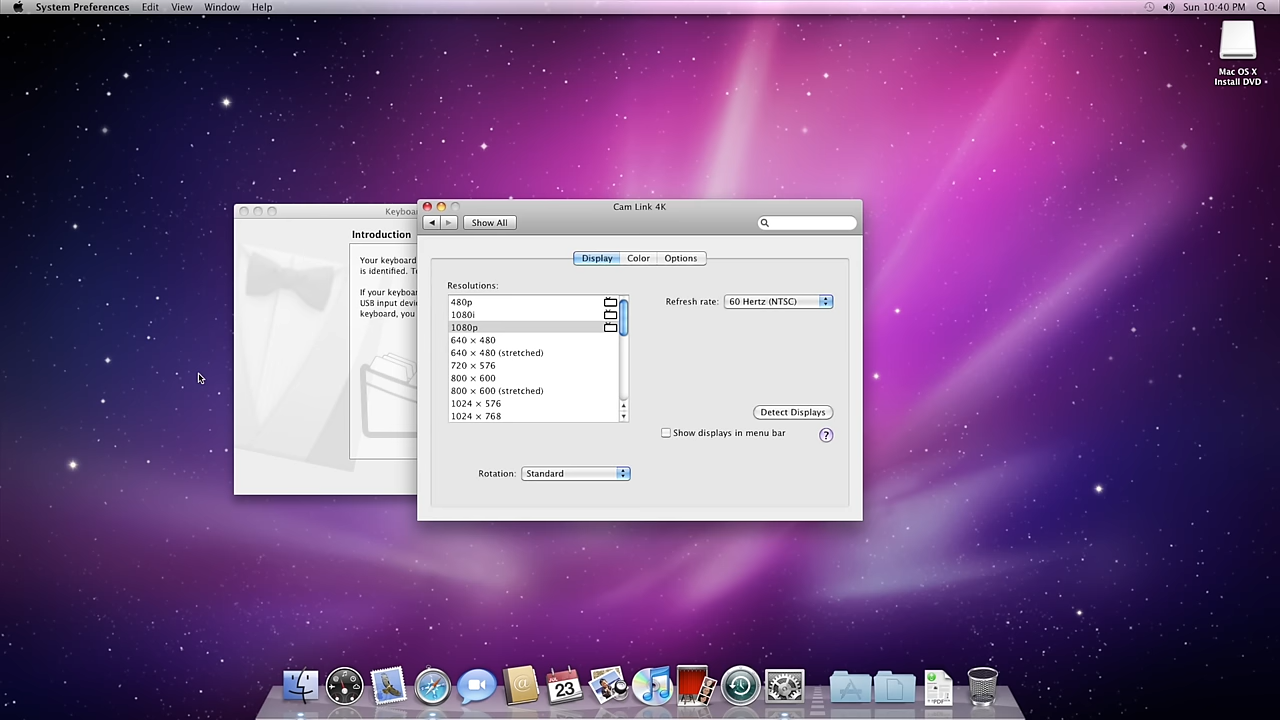 System Preferences Edit View Window Help
Sun 10:40 PM
Mac OS X
Install DVD
Keyboa
Introduction
Your keyboard
is identified. T
If your keyboa
USB input devi
keyboard, you
Cam Link 4K
Show All
Display Color Options
Resolutions:
480p
1080i
1080p
640 × 480
640 × 480 (stretched)
720 × 576
800 × 600
800 × 600 (stretched)
1024 × 576
1024 × 768
Refresh rate: 60 Hertz (NTSC)
Detect Displays
Show displays in menu bar
?
Rotation: Standard
@
23
A
PDF